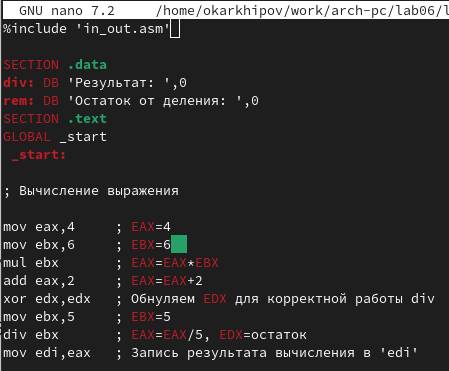 GNU nano 7.2 /home/okarkhipov/work/arch-pc/lab06/
%include 'in_out.asm'
SECTION .data
div: DB 'Результат: ',0
rem: DB 'Остаток от деления: ',0
SECTION .text
GLOBAL _start
_start:
; Вычисление выражения
mov eax,4 ; EAX=4
mov ebx,6 ; EBX=6
mul ebx ; EAX=EAX*EBX
add eax,2 ; EAX=EAX+2
xor edx,edx ; Обнуляем EDX для корректной работы div
mov ebx,5 ; EBX=5
div ebx ; EAX=EAX/5, EDX=остаток
mov edi,eax ; Запись результата вычисления в 'edi'